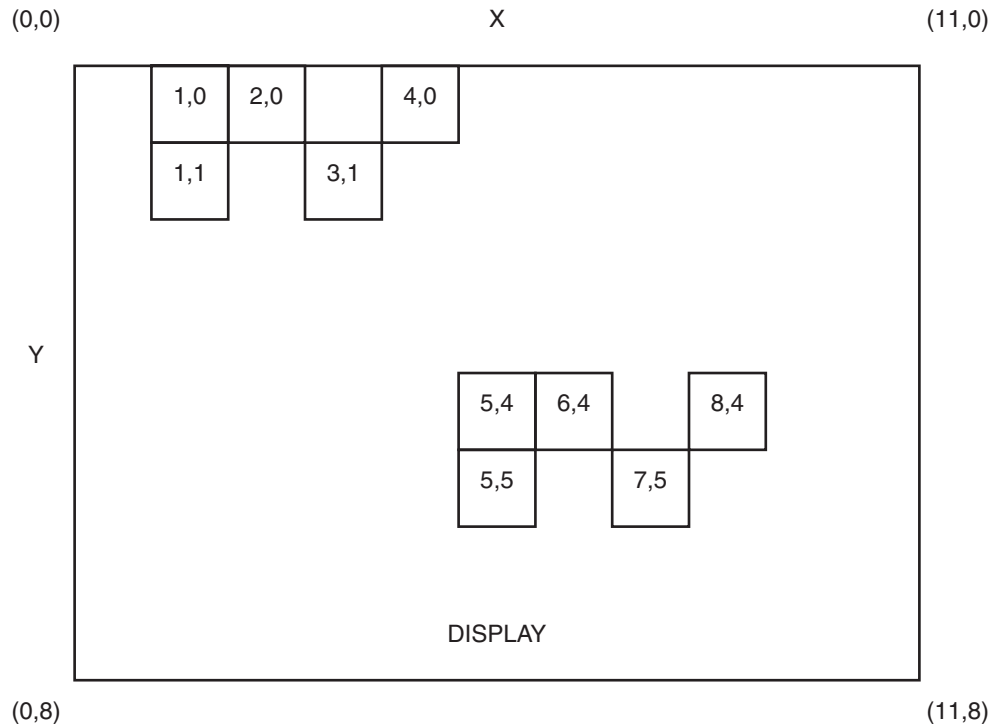 (0,0) X (11,0)
1,0 2,0 4,0
1,1 3,1
Y
5,4 6,4 8,4
5,5 7,5
DISPLAY
(0,8) (11,8)